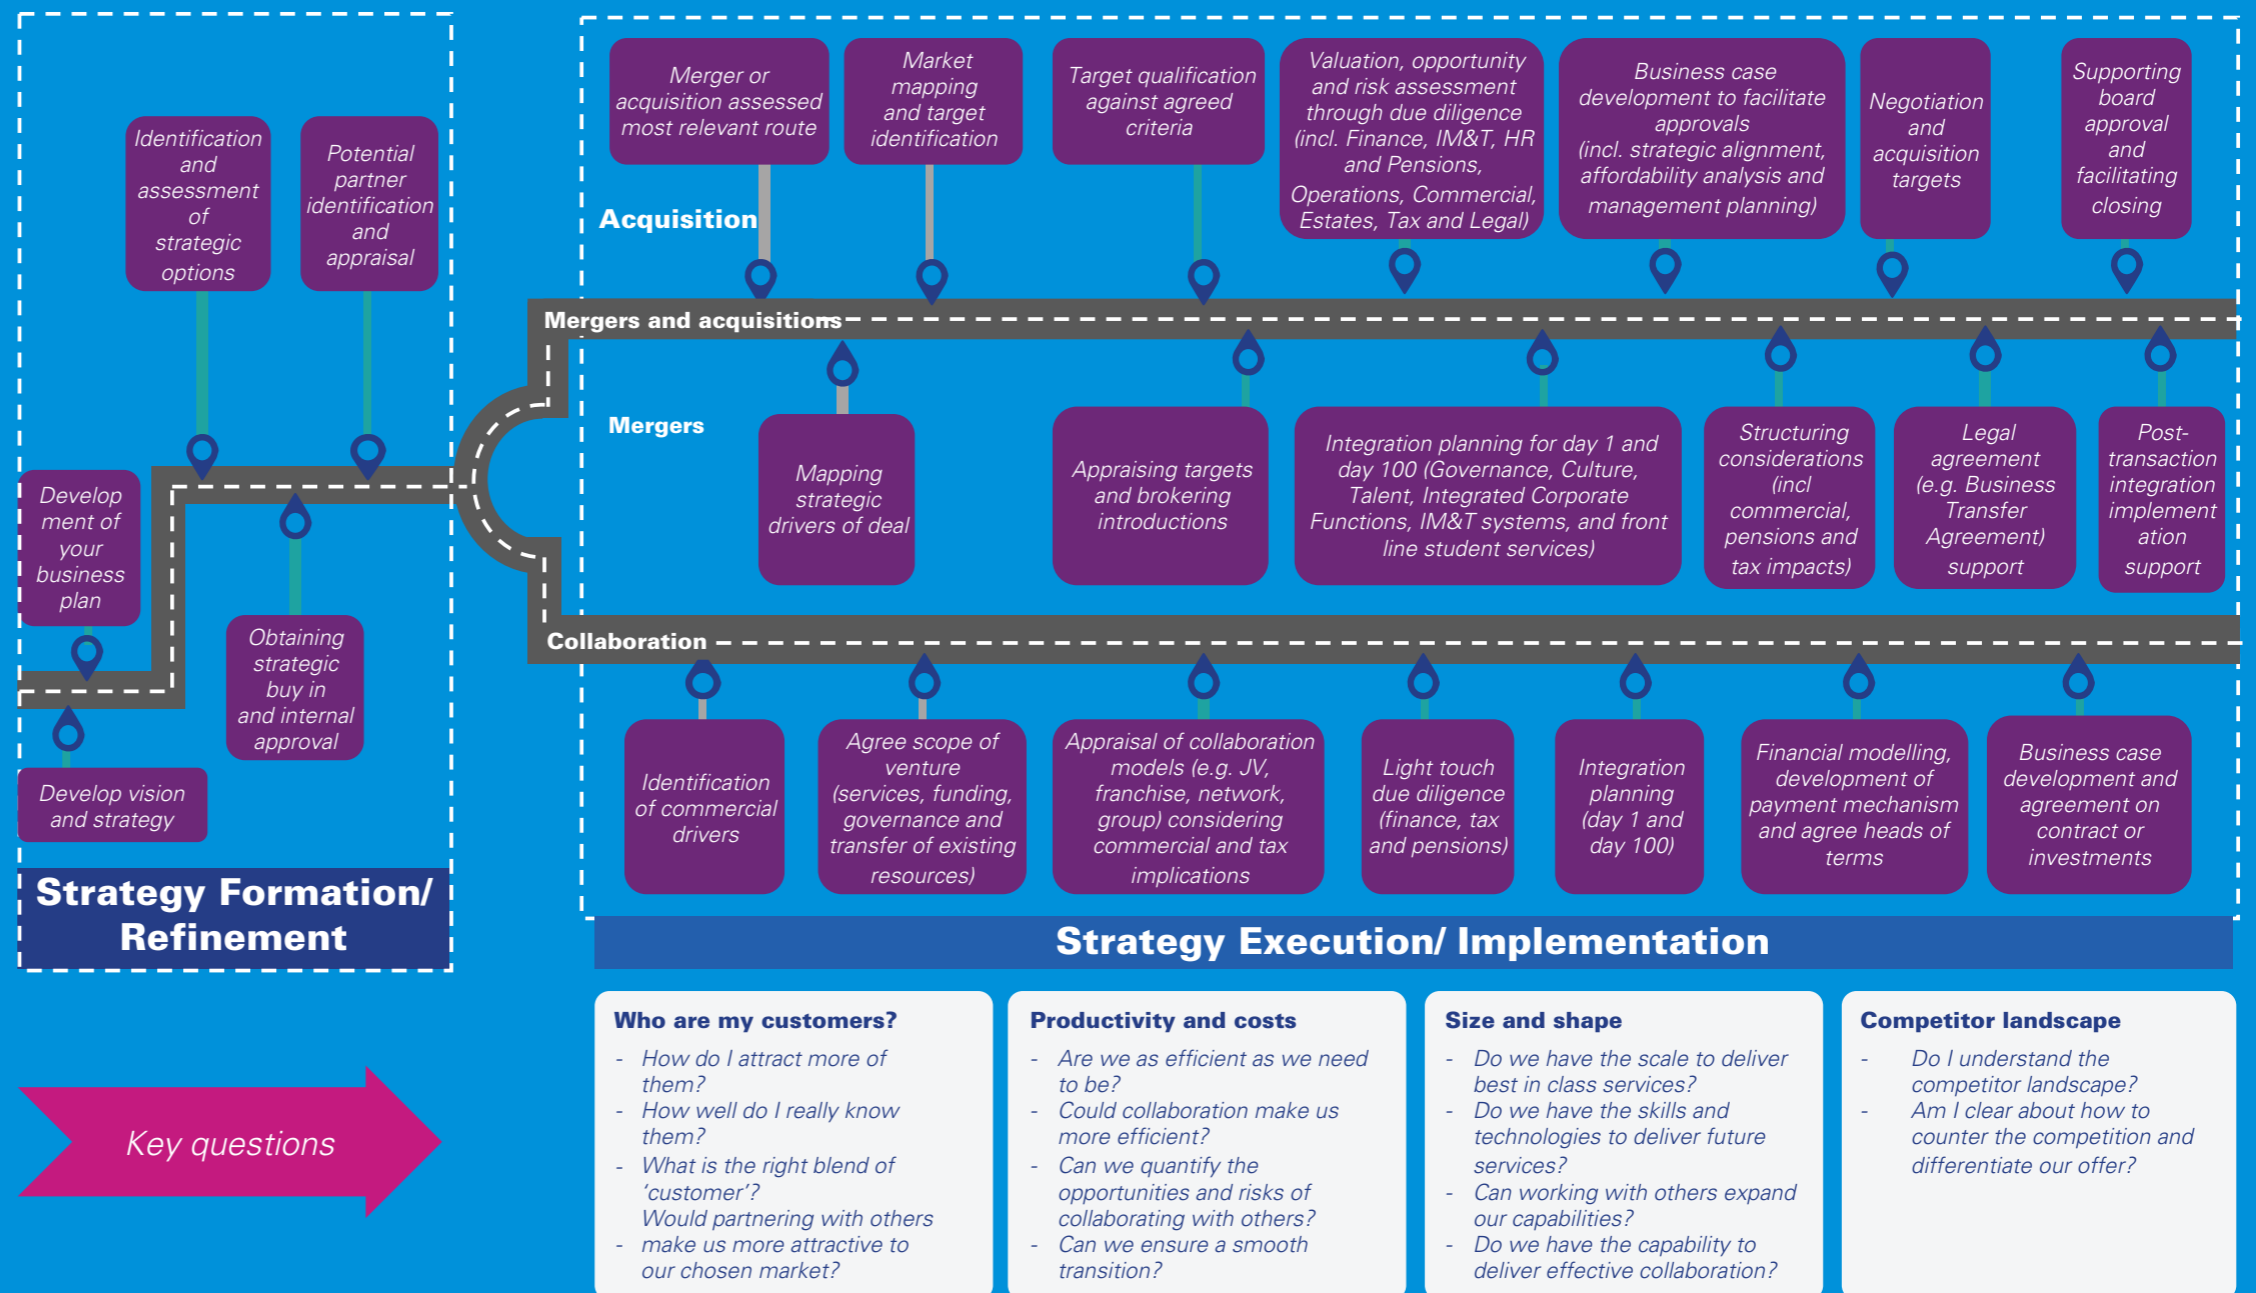 Identification
and
assessment
of
strategic
options
Potential
partner
identification
and
appraisal
Develop
ment of
your
business
plan
Obtaining
strategic
buy in
and internal
approval
Develop vision
and strategy
Strategy Formation/
Refinement
Merger or
acquisition assessed
most relevant route
Market
mapping
and target
identification
Target qualification
against agreed
criteria
Valuation, opportunity
and risk assessment
through due diligence
(incl. Finance, IM&T, HR
and Pensions,
Operations, Commercial,
Estates, Tax and Legal)
Business case
development to facilitate
approvals
(incl. strategic alignment,
affordability analysis and
management planning)
Negotiation
and
acquisition
targets
Supporting
board
approval
and
facilitating
closing
Acquisition
Mergers and acquisitions
Mergers
Mapping
strategic
drivers of deal
Appraising targets
and brokering
introductions
Integration planning for day 1 and
day 100 (Governance, Culture,
Talent, Integrated Corporate
Functions, IM&T systems, and front
line student services)
Structuring
considerations
(incl
commercial,
pensions and
tax impacts)
Legal
agreement
(e.g. Business
Transfer
Agreement)
support
Post-
transaction
integration
implement
ation
support
Collaboration
Identification
of commercial
drivers
Agree scope of
venture
(services, funding,
governance and
transfer of existing
resources)
Appraisal of collaboration
models (e.g. JV,
franchise, network,
group) considering
commercial and tax
implications
Light touch
due diligence
(finance, tax
and pensions)
Integration
planning
(day 1 and
day 100)
Financial modelling,
development of
payment mechanism
and agree heads of
terms
Business case
development and
agreement on
contract or
investments
Strategy Execution/ Implementation
Key questions
Who are my customers?
- How do I attract more of
them?
- How well do I really know
them?
- What is the right blend of
‘customer’?
Would partnering with others
- make us more attractive to
our chosen market?
Productivity and costs
- Are we as efficient as we need
to be?
- Could collaboration make us
more efficient?
- Can we quantify the
opportunities and risks of
collaborating with others?
- Can we ensure a smooth
transition?
Size and shape
- Do we have the scale to deliver
best in class services?
- Do we have the skills and
technologies to deliver future
services?
- Can working with others expand
our capabilities?
- Do we have the capability to
deliver effective collaboration?
Competitor landscape
- Do I understand the
competitor landscape?
- Am I clear about how to
counter the competition and
differentiate our offer?